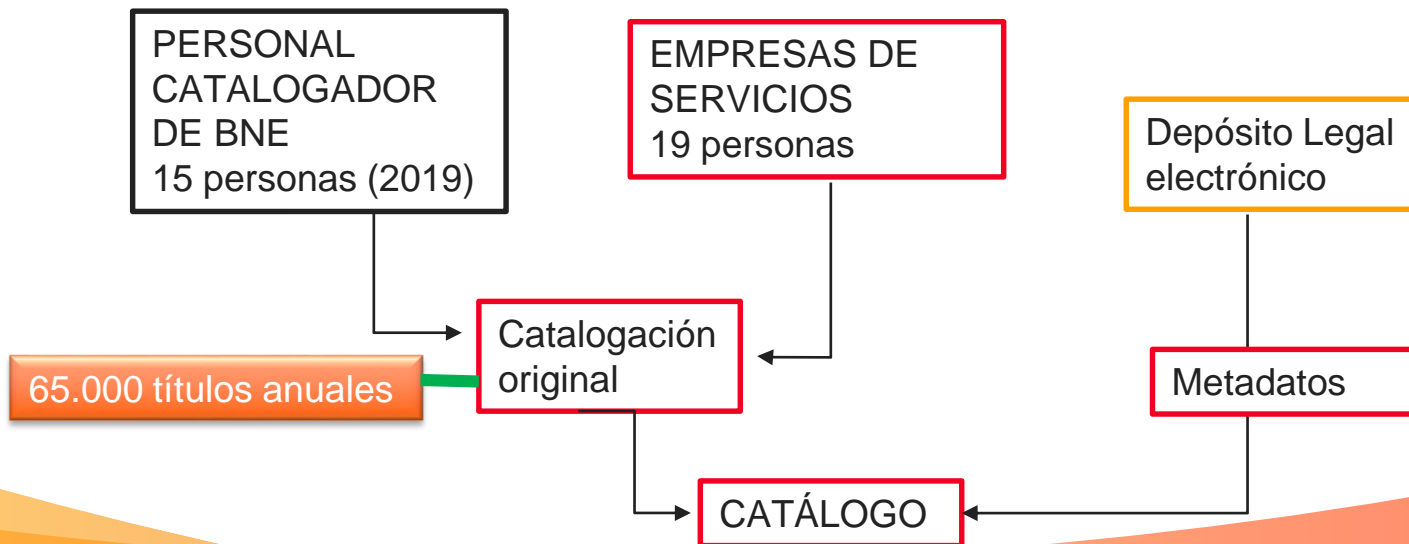 PERSONAL
CATALOGADOR
DE BNE
15 personas (2019)
EMPRESAS DE
SERVICIOS
19 personas
Depósito Legal
electrónico
Catalogación
original
65.000 títulos anuales
Metadatos
CATÁLOGO